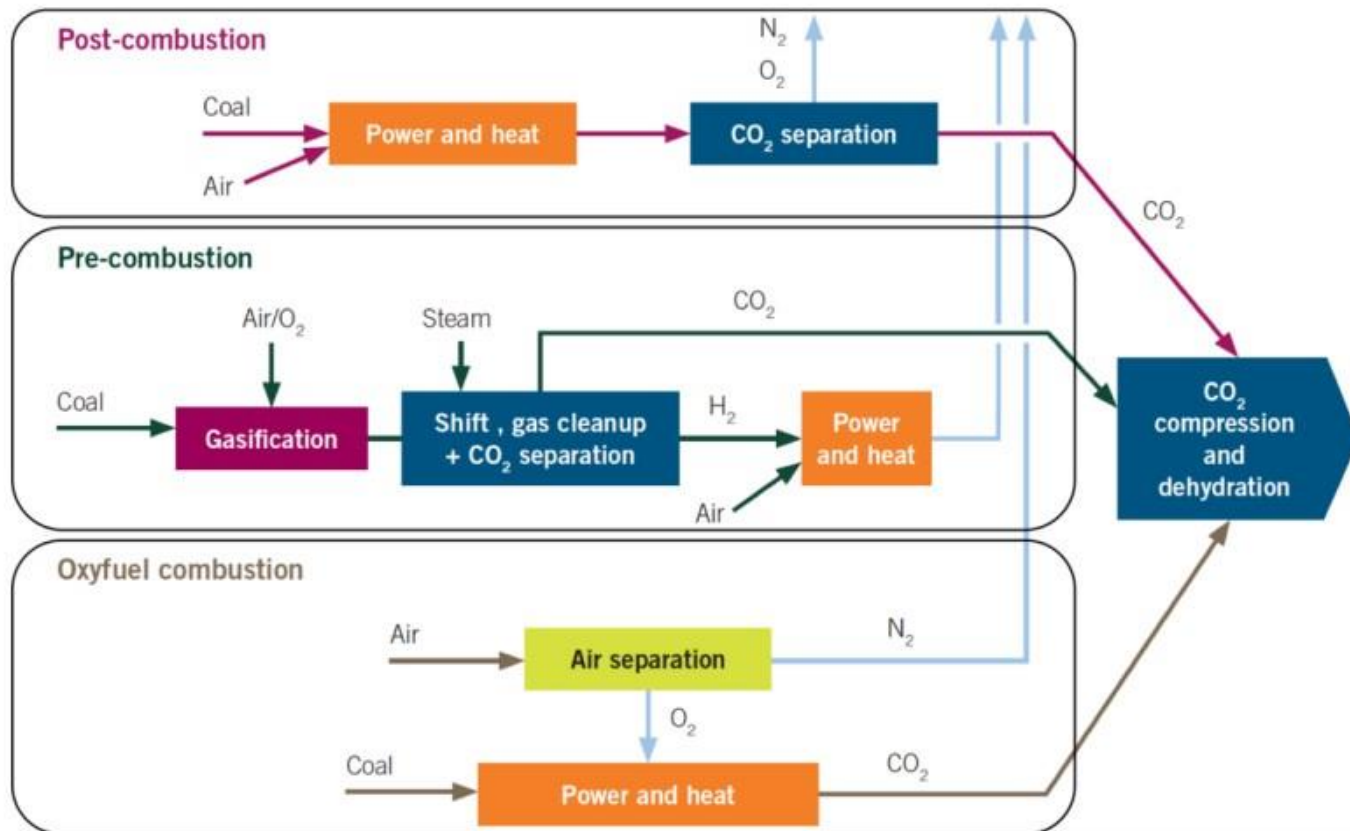 Post-combustion
N₂
O₂
Coal
Air
Power and heat
CO₂ separation
CO₂
Pre-combustion
Air/O₂
Steam
CO₂
Coal
Gasification
Shift , gas cleanup
+ CO₂ separation
H₂
Air
Power
and heat
CO₂
compression
and
dehydration
Oxyfuel combustion
Air
Air separation
N₂
O₂
Coal
Power and heat
CO₂